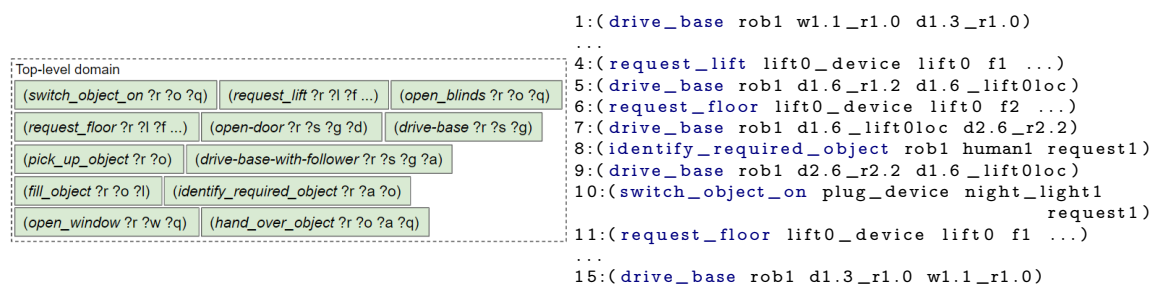 Top-level domain
(switch_object_on ?r ?o ?q) (request_lift ?r ?l ?f ...) (open_blinds ?r ?o ?q)
(request_floor ?r ?l ?f ...) (open-door ?r ?s ?g ?d) (drive-base ?r ?s ?g)
(pick_up_object ?r ?o) (drive-base-with-follower ?r ?s ?g ?a)
(fill_object ?r ?o ?l) (identify_required_object ?r ?a ?o)
(open_window ?r ?w ?q) (hand_over_object ?r ?o ?a ?q)
1:(drive_base rob1 w1.1_r1.0 d1.3_r1.0)
...
4:(request_lift lift0_device lift0 f1 ...)
5:(drive_base rob1 d1.6_r1.2 d1.6_lift0loc)
6:(request_floor lift0_device lift0 f2 ...)
7:(drive_base rob1 d1.6_lift0loc d2.6_r2.2)
8:(identify_required_object rob1 human1 request1)
9:(drive_base rob1 d2.6_r2.2 d1.6_lift0loc)
10:(switch_object_on plug_device night_light1
request1)
11:(request_floor lift0_device lift0 f1 ...)
...
15:(drive_base rob1 d1.3_r1.0 w1.1_r1.0)